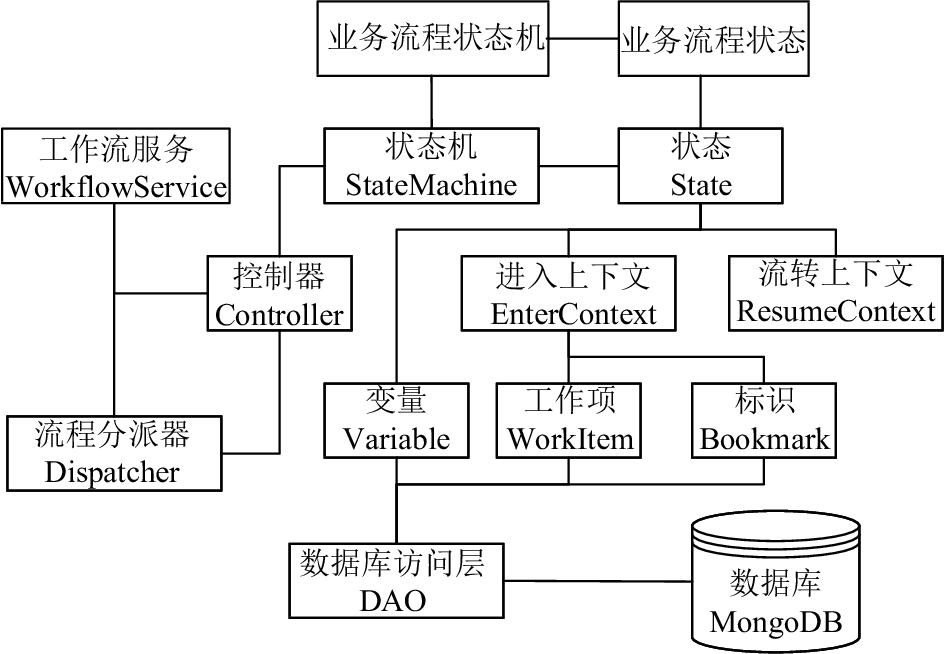 业务流程状态机
业务流程状态
工作流服务
WorkflowService
状态机
StateMachine
状态
State
控制器
Controller
进入上下文
EnterContext
流转上下文
ResumeContext
变量
Variable
工作项
WorkItem
标识
Bookmark
流程分派器
Dispatcher
数据库访问层
DAO
数据库
MongoDB